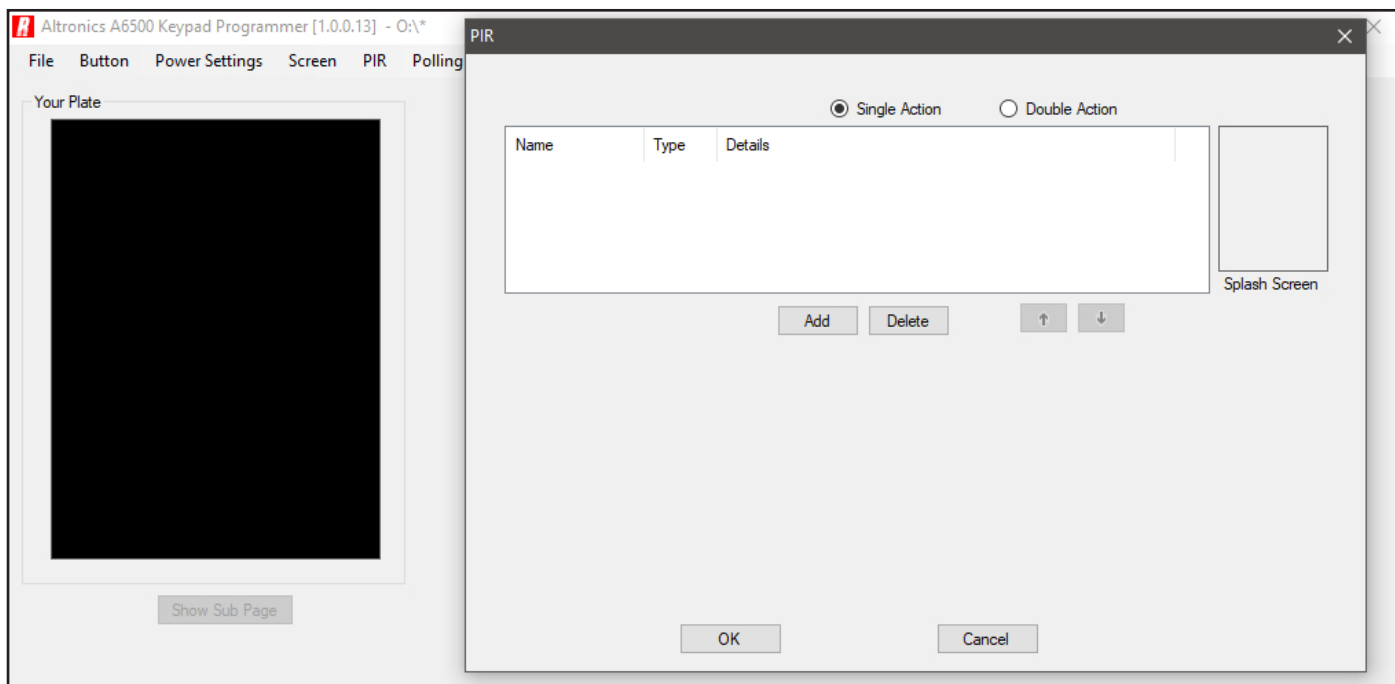 Altronics A6500 Keypad Programmer [1.0.0.13] - O:\*
File Button Power Settings Screen PIR Polling
Your Plate
Show Sub Page
PIR
Single Action Double Action
Name Type Details
Splash Screen
Add Delete
OK Cancel